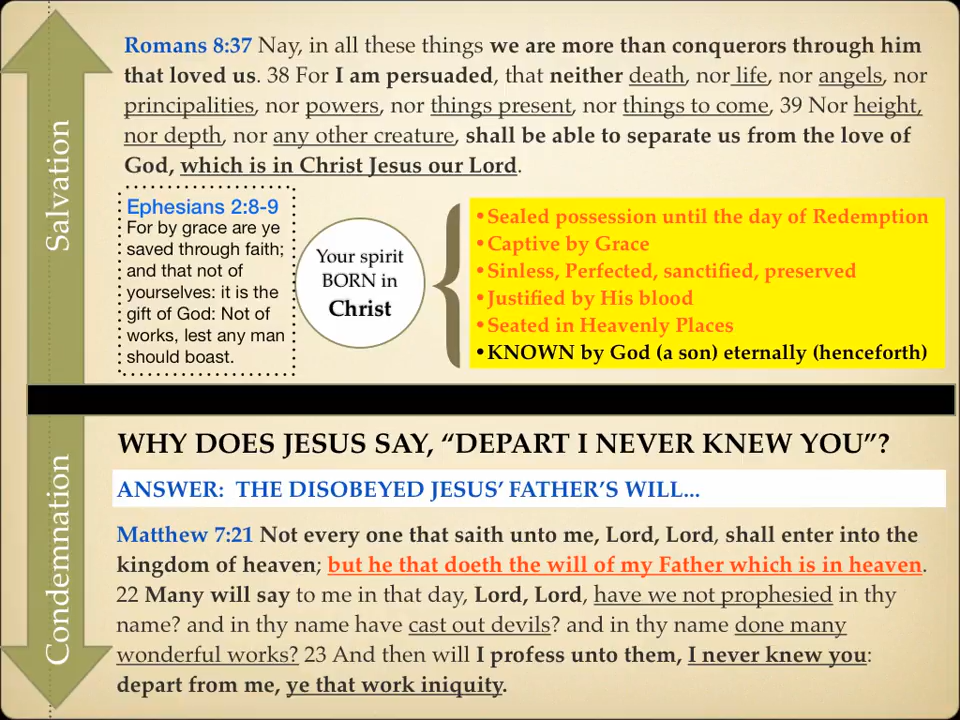 Salvation
Romans 8:37 Nay, in all these things we are more than conquerors through him
that loved us. 38 For I am persuaded, that neither death, nor life, nor angels, nor
principalities, nor powers, nor things present, nor things to come, 39 Nor height,
nor depth, nor any other creature, shall be able to separate us from the love of
God, which is in Christ Jesus our Lord.
Ephesians 2:8-9
For by grace are ye
saved through faith;
and that not of
yourselves: it is the
gift of God: Not of
works, lest any man
should boast.
Your spirit
BORN in
Christ
•Sealed possession until the day of Redemption
•Captive by Grace
•Sinless, Perfected, sanctified, preserved
•Justified by His blood
•Seated in Heavenly Places
•KNOWN by God (a son) eternally (henceforth)
Condemnation
WHY DOES JESUS SAY, “DEPART I NEVER KNEW YOU”?
ANSWER: THE DISOBEYED JESUS’ FATHER’S WILL...
Matthew 7:21 Not every one that saith unto me, Lord, Lord, shall enter into the
kingdom of heaven; but he that doeth the will of my Father which is in heaven.
22 Many will say to me in that day, Lord, Lord, have we not prophesied in thy
name? and in thy name have cast out devils? and in thy name done many
wonderful works? 23 And then will I profess unto them, I never knew you:
depart from me, ye that work iniquity.